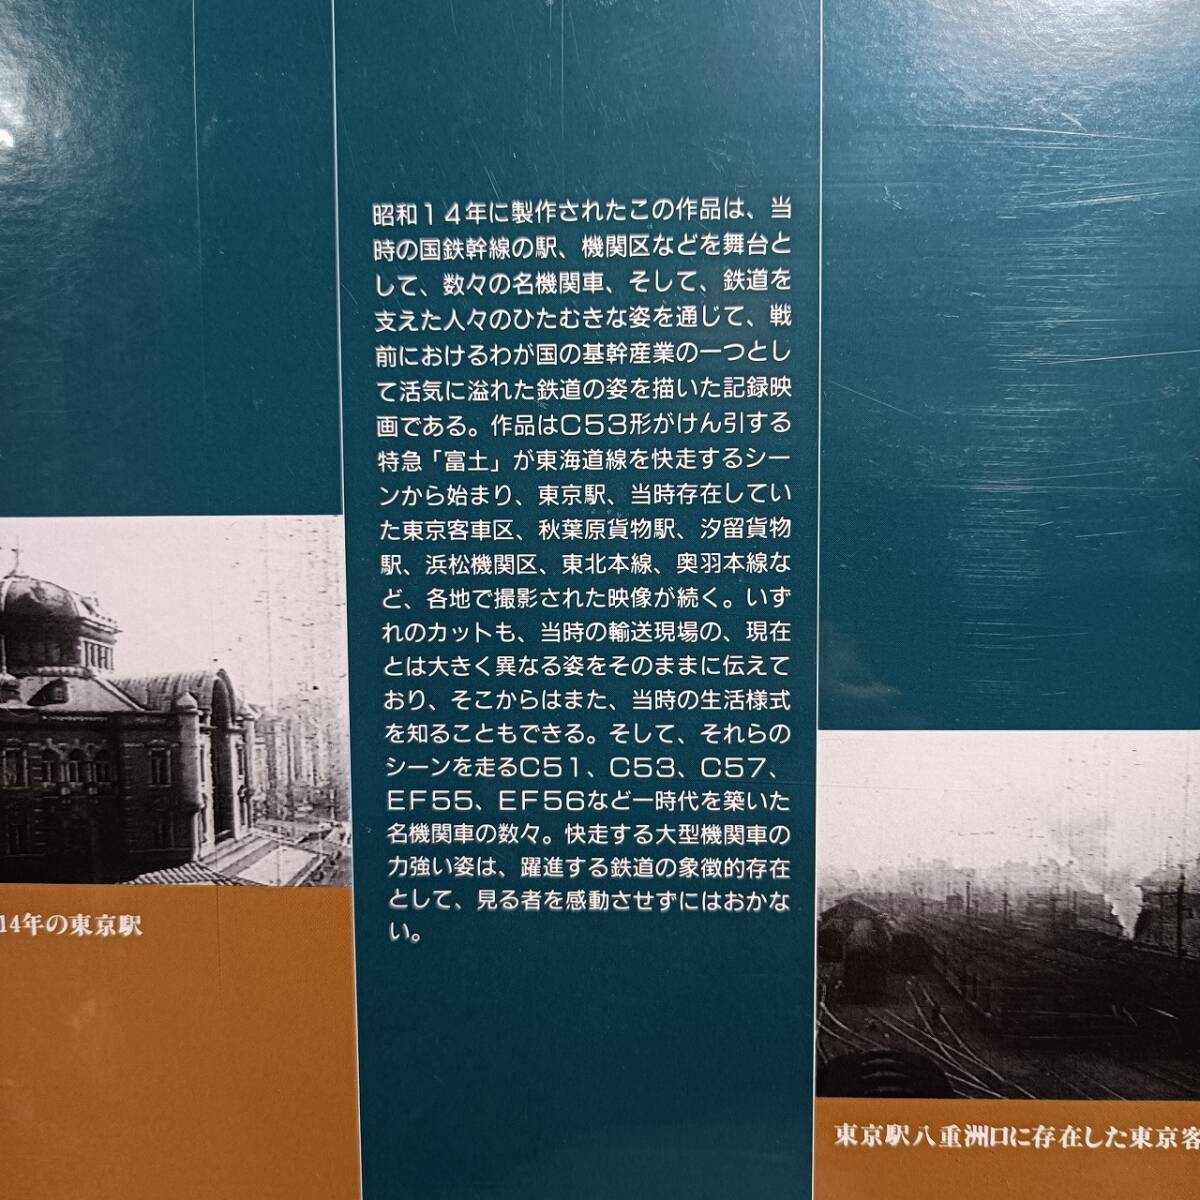 昭和14年に製作されたこの作品は、当
時の国鉄幹線の駅、機関区などを舞台と
して、数々の名機関車、そして、鉄道を
支えた人々のひたむきな姿を通じて、戦
前におけるわが国の基幹産業の一つとし
て活気に溢れた鉄道の姿を描いた記録映
画である。作品はC53形がけん引する
特急「富士」が東海道線を快走するシー
ンから始まり、東京駅、当時存在してい
た東京客車区、秋葉原貨物駅、汐留貨物
駅、浜松機関区、東北本線、奥羽本線な
ど、各地で撮影された映像が続く。いず
れのカットも、当時の輸送現場の、現在
とは大きく異なる姿をそのままに伝えて
おり、そこからはまた、当時の生活様式
を知ることもできる。そして、それらの
シーンを走るC51、C53、C57、
EF55、EF56など一時代を築いた
名機関車の数々。快走する大型機関車の
力強い姿は、躍進する鉄道の象徴的存在
として、見る者を感動させずにはおかな
い。
14年の東京駅
東京駅八重洲口に存在した東京客